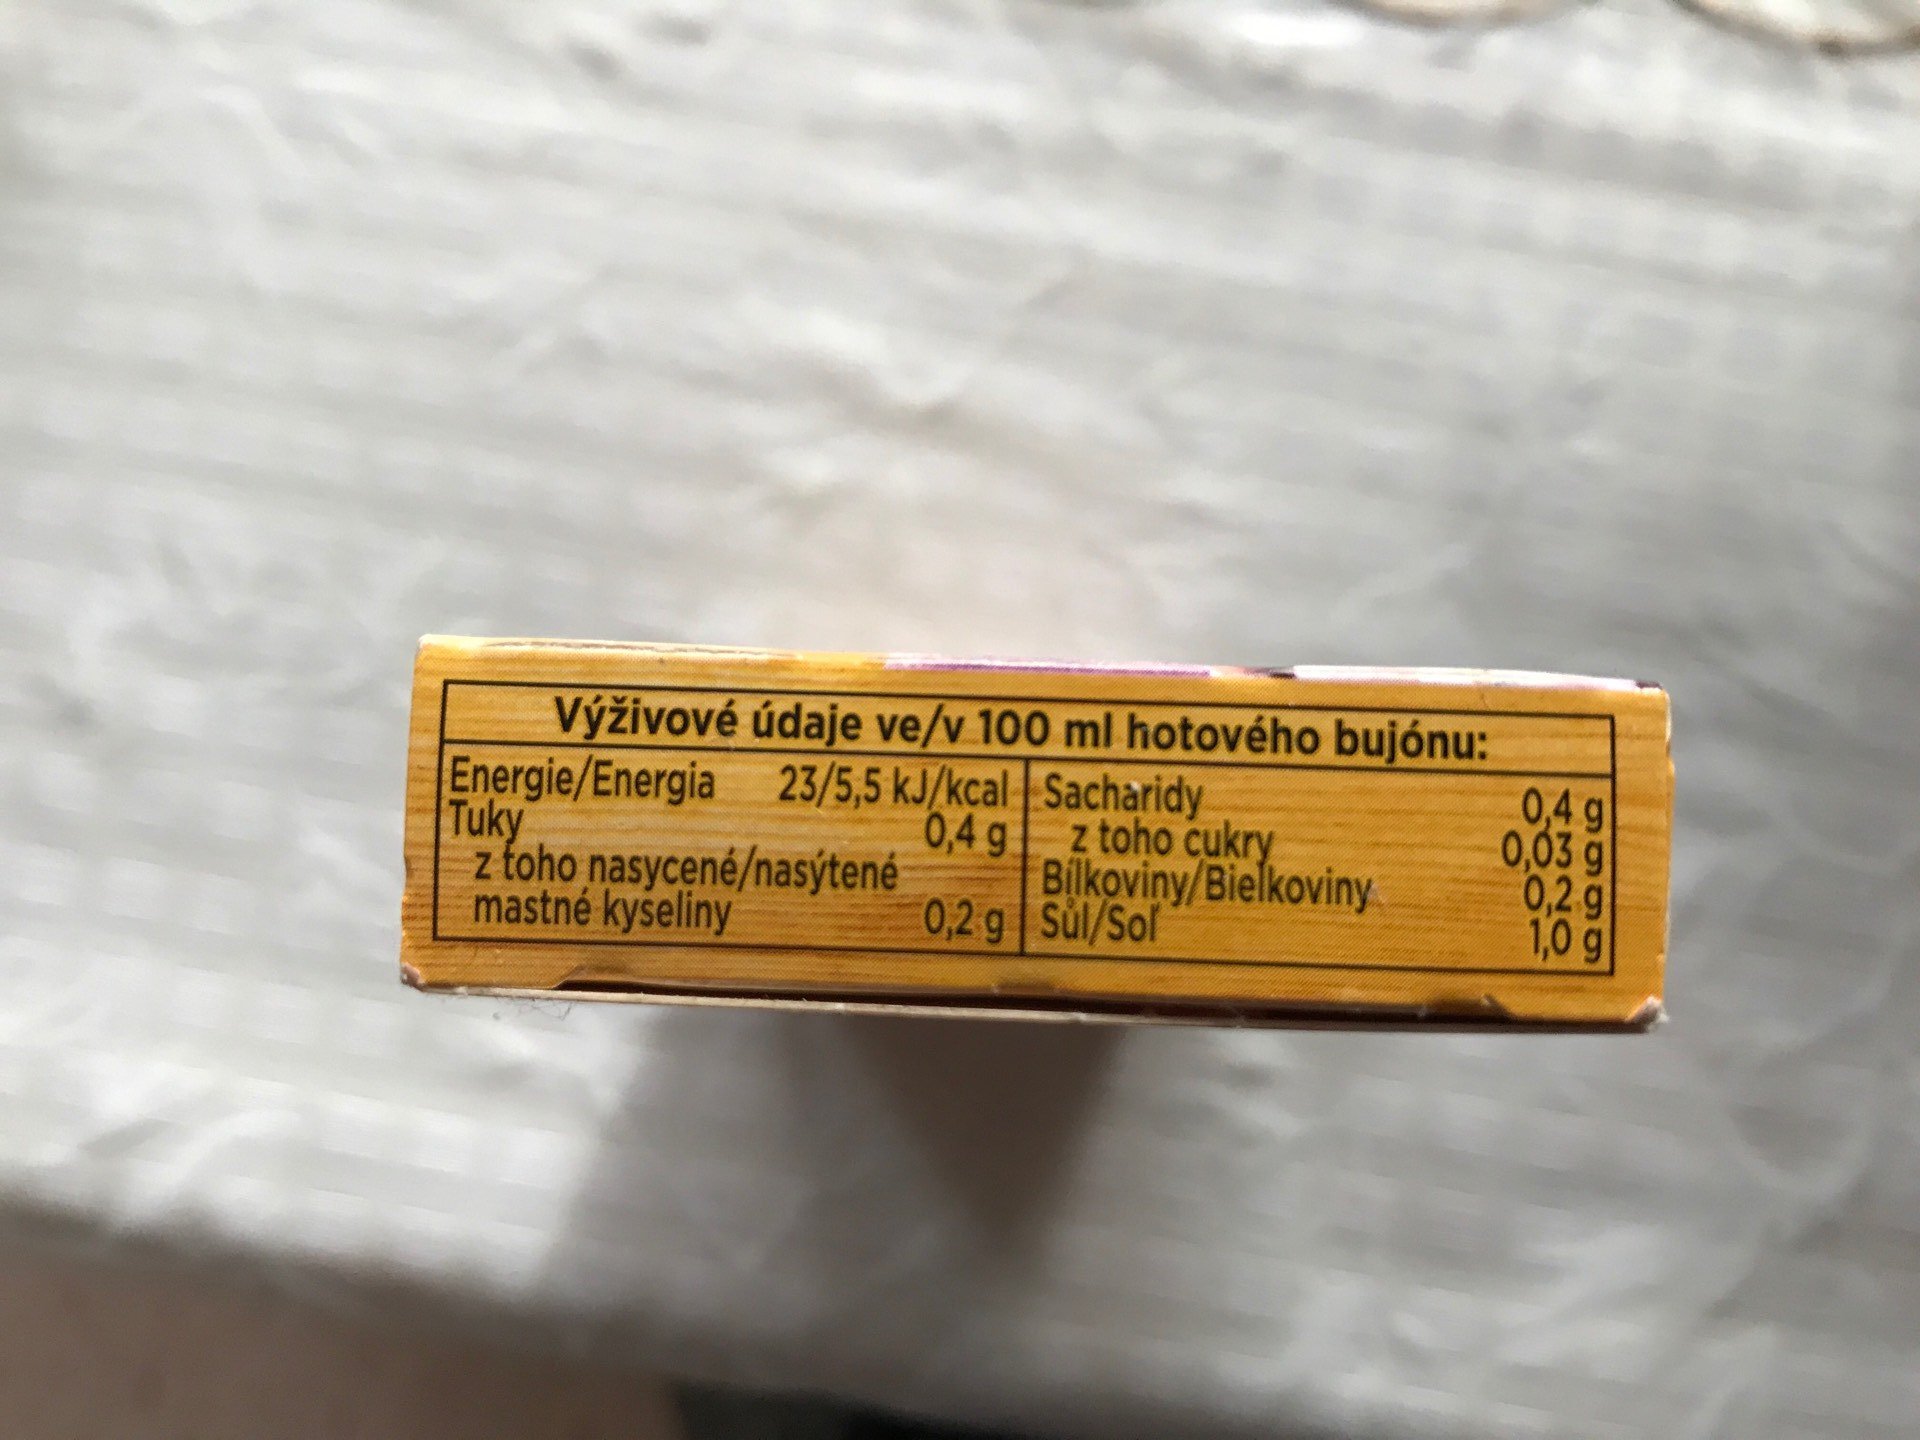 Výživové údaje ve/v 100 ml hotového bujónu:
Energie/Energia 23/5,5 kJ/kcal
Tuky 0,4 g
z toho nasycené/nasýtené
mastné kyseliny 0,2 g
Sacharidy 0,4 g
z toho cukry 0,03 g
Bílkoviny/Bielkoviny 0,2 g
Sůl/Soľ 1,0 g